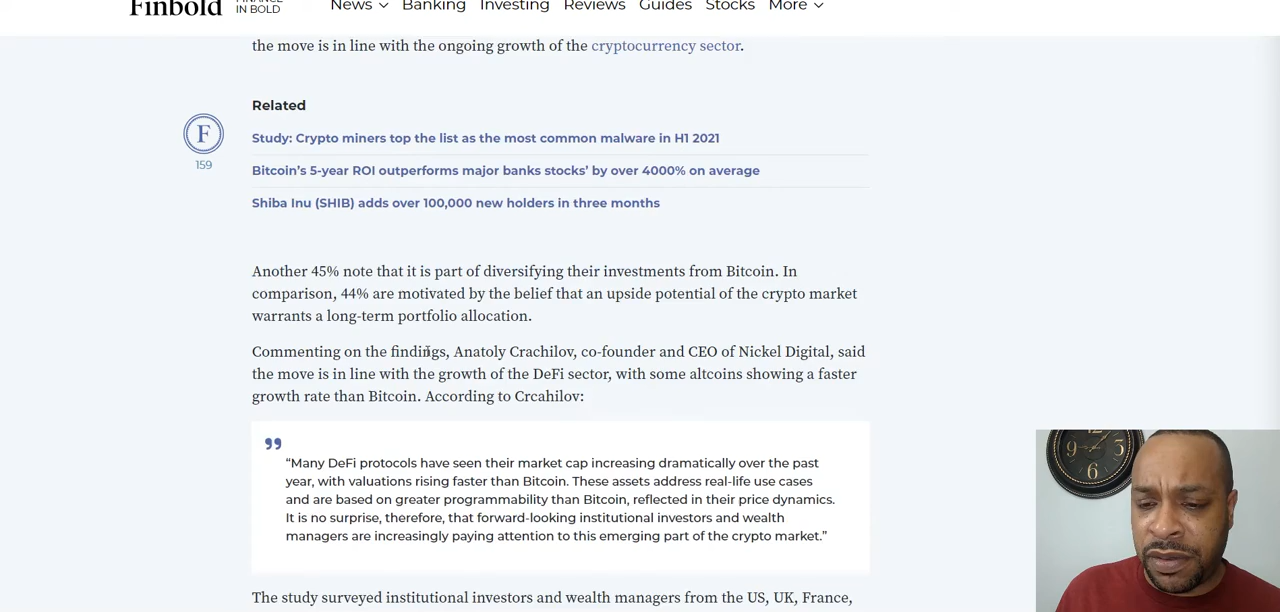 Finbold
FINANCE
IN BOLD
News
Banking
Investing
Reviews
Guides
Stocks
More
the move is in line with the ongoing growth of the cryptocurrency sector.
Related
F
159
Study: Crypto miners top the list as the most common malware in H1 2021
Bitcoin’s 5-year ROI outperforms major banks stocks’ by over 4000% on average
Shiba Inu (SHIB) adds over 100,000 new holders in three months
Another 45% note that it is part of diversifying their investments from Bitcoin. In
comparison, 44% are motivated by the belief that an upside potential of the crypto market
warrants a long-term portfolio allocation.
Commenting on the findings, Anatoly Crachilov, co-founder and CEO of Nickel Digital, said
the move is in line with the growth of the DeFi sector, with some altcoins showing a faster
growth rate than Bitcoin. According to Crcahilov:
“Many DeFi protocols have seen their market cap increasing dramatically over the past
year, with valuations rising faster than Bitcoin. These assets address real-life use cases
and are based on greater programmability than Bitcoin, reflected in their price dynamics.
It is no surprise, therefore, that forward-looking institutional investors and wealth
managers are increasingly paying attention to this emerging part of the crypto market.”
The study surveyed institutional investors and wealth managers from the US, UK, France,
12
9
6